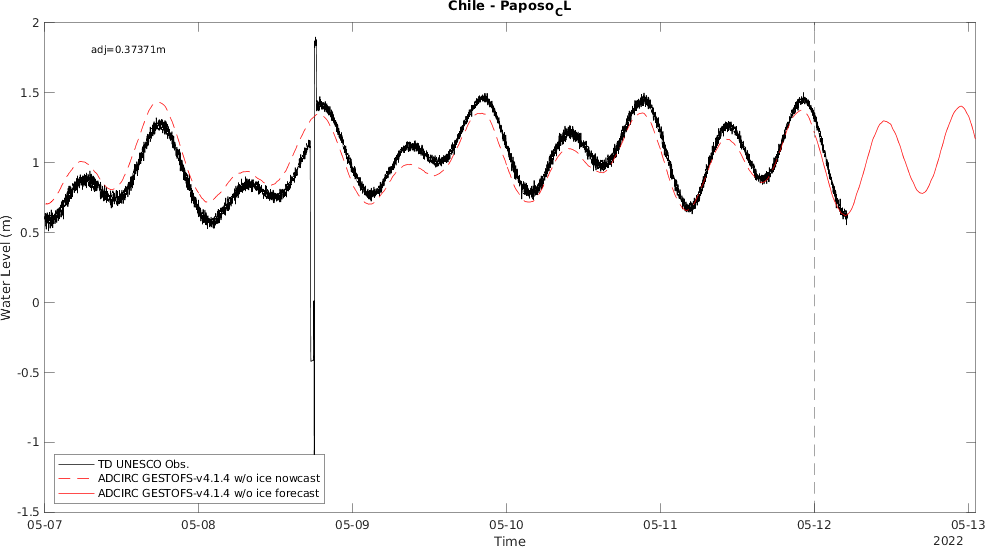 Chile - Paposo_CL
adj=0.37371m
2
1.5
1
0.5
0
-0.5
-1
-1.5
Water Level (m)
TD UNESCO Obs.
ADCIRC GESTOFS-v4.1.4 w/o ice nowcast
ADCIRC GESTOFS-v4.1.4 w/o ice forecast
05-07 05-08 05-09 05-10 05-11 05-12 05-13
Time
2022